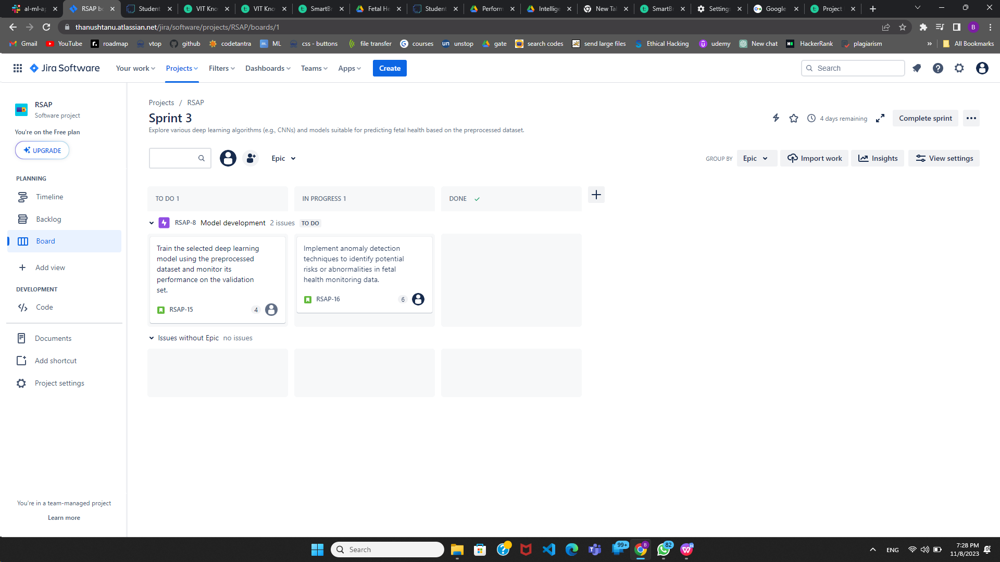 al-ml-ap
RSAP bo
Student
VIT Kno
VIT Kno
SmartBr
Fetal He
Student
Perform
Intellige
New Tab
SmartBr
Settings
Google
Project
thanushtanu.atlassian.net/jira/software/projects/RSAP/boards/1
B
Gmail
YouTube
roadmap
vtop
github
codetantra
ML
css - buttons
file transfer
courses
unstop
gate
search codes
send large files
Ethical Hacking
udemy
New chat
HackerRank
plagiarism
»
All Bookmarks
Jira Software
Your work
Projects
Filters
Dashboards
Teams
Apps
Create
Search
RSAP
Software project
You're on the Free plan
UPGRADE
PLANNING
Timeline
Backlog
Board
Add view
DEVELOPMENT
Code
Documents
Add shortcut
Project settings
You're in a team-managed project
Learn more
Projects / RSAP
Sprint 3
Explore various deep learning algorithms (e.g., CNNs) and models suitable for predicting fetal health based on the preprocessed dataset.
4 days remaining
Complete sprint
Epic
GROUP BY
Epic
Import work
Insights
View settings
TO DO 1
IN PROGRESS 1
DONE
RSAP-8 Model development 2 issues TO DO
Train the selected deep learning
model using the preprocessed
dataset and monitor its
performance on the validation
set.
RSAP-15
4
Implement anomaly detection
techniques to identify potential
risks or abnormalities in fetal
health monitoring data.
RSAP-16
6
Issues without Epic no issues
Search
99+
B
82
ENG
7:28 PM
11/8/2023